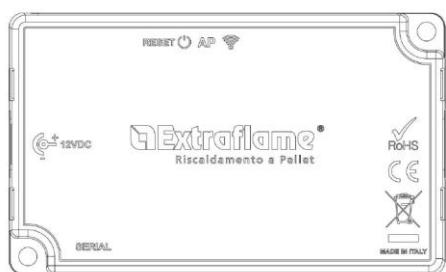 RESET AP
12VDC
Extraflame®
Riscaldamento a Pellet
RoHS
CE
SERIAL
MADE IN ITALY